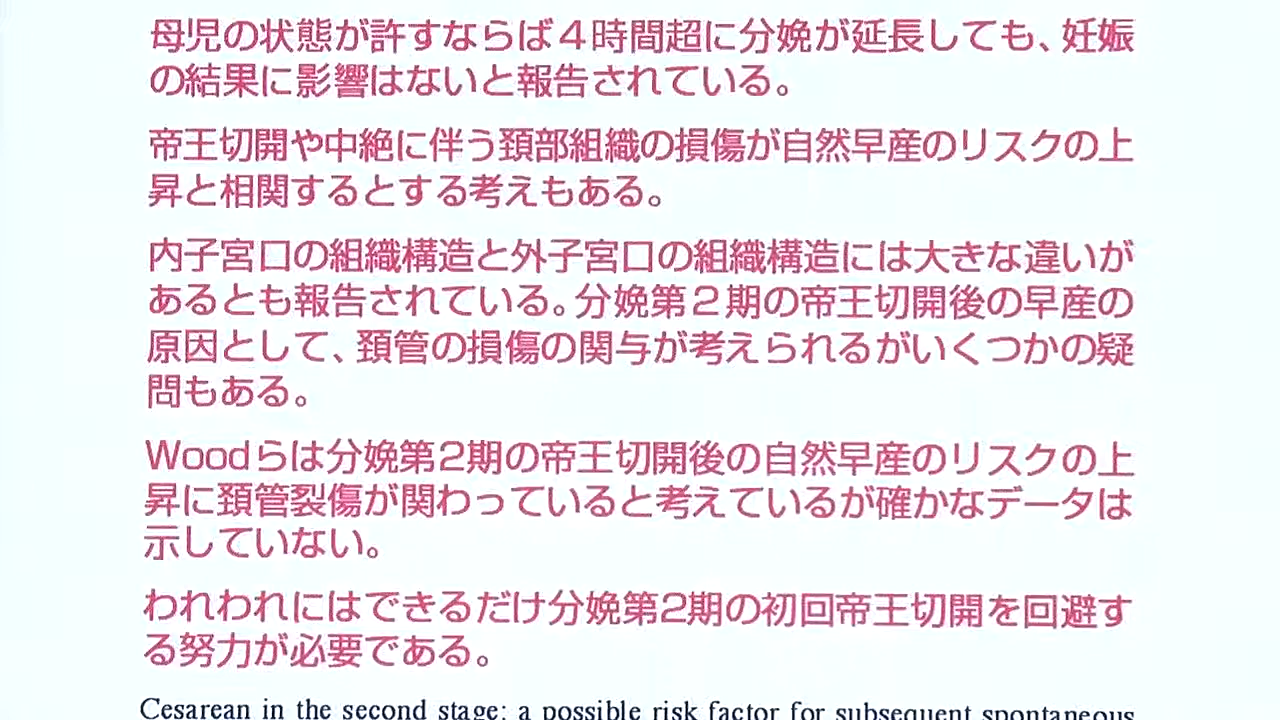 母児の状態が許すならば４時間超に分娩が延長しても、妊娠
の結果に影響はないと報告されている。
帝王切開や中絶に伴う頚部組織の損傷が自然早産のリスクの上
昇と相関するとする考えもある。
内子宮口の組織構造と外子宮口の組織構造には大きな違いが
あるとも報告されている。分娩第２期の帝王切開後の早産の
原因として、頚管の損傷の関与が考えられるがいくつかの疑
問もある。
Woodらは分娩第2期の帝王切開後の自然早産のリスクの上
昇に頚管裂傷が関わっていると考えているが確かなデータは
示していない。
われわれにはできるだけ分娩第2期の初回帝王切開を回避す
る努力が必要である。
Cesarean in the second stage: a possible risk factor for subsequent spontaneous